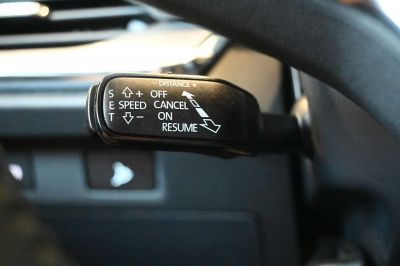 - DISTANCE +
S ⇧ + OFF
E SPEED CANCEL
T ⇩ - ON
RESUME